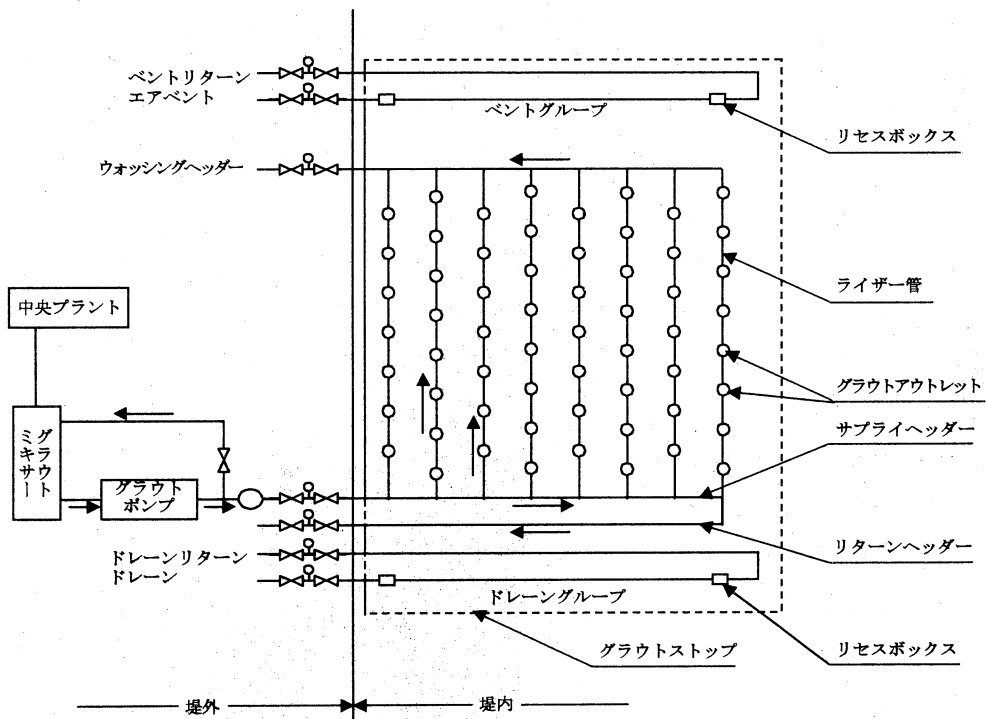 ベントリターン
エアベント
ベントグループ
リセスボックス
ウォッシングヘッダー
ライザー管
中央プラント
グラウトアウトレット
サプライヘッダー
グラウト
ミキサー
グラウト
ポンプ
リターンヘッダー
ドレーンリターン
ドレーン
ドレーングループ
グラウトストップ
リセスボックス
堤外
堤内